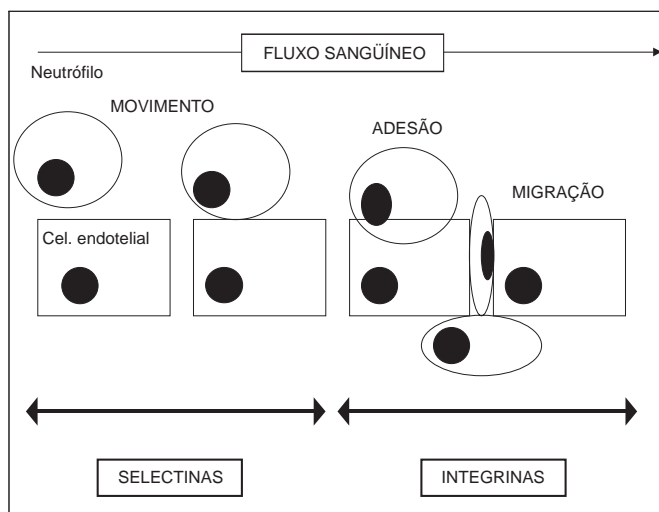 FLUXO SANGÜÍNEO
Neutrófilo
MOVIMENTO
ADESÃO
MIGRAÇÃO
Cel. endotelial
SELECTINAS
INTEGRINAS